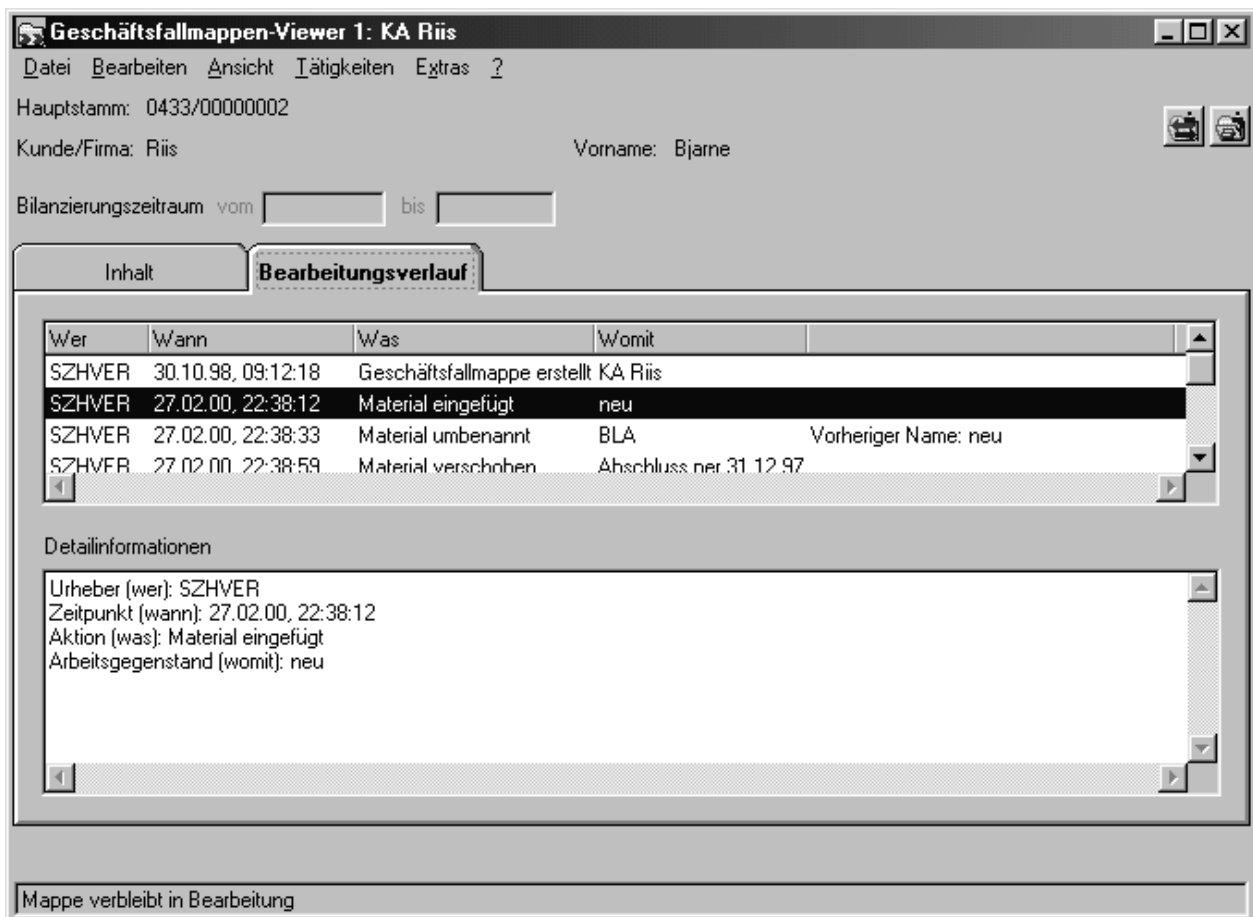 Geschäftsfallmappen-Viewer 1: KA Riis
Datei Bearbeiten Ansicht Tätigkeiten Extras ?
Hauptstamm: 0433/00000002
Kunde/Firma: Riis Vorname: Bjarne
Bilanzierungszeitraum vom bis
Inhalt Bearbeitungsverlauf
Wer Wann Was Womit
SZHVER 30.10.98, 09:12:18 Geschäftsfallmappe erstellt KA Riis
SZHVER 27.02.00, 22:38:12 Material eingefügt neu
SZHVER 27.02.00, 22:38:33 Material umbenannt BLA Vorheriger Name: neu
SZHVER 27.02.00, 22:38:59 Material verschoben Abschluss per 31.12.97
Detailinformationen
Urheber (wer): SZHVER
Zeitpunkt (wann): 27.02.00, 22:38:12
Aktion (was): Material eingefügt
Arbeitsgegenstand (womit): neu
Mappe verbleibt in Bearbeitung